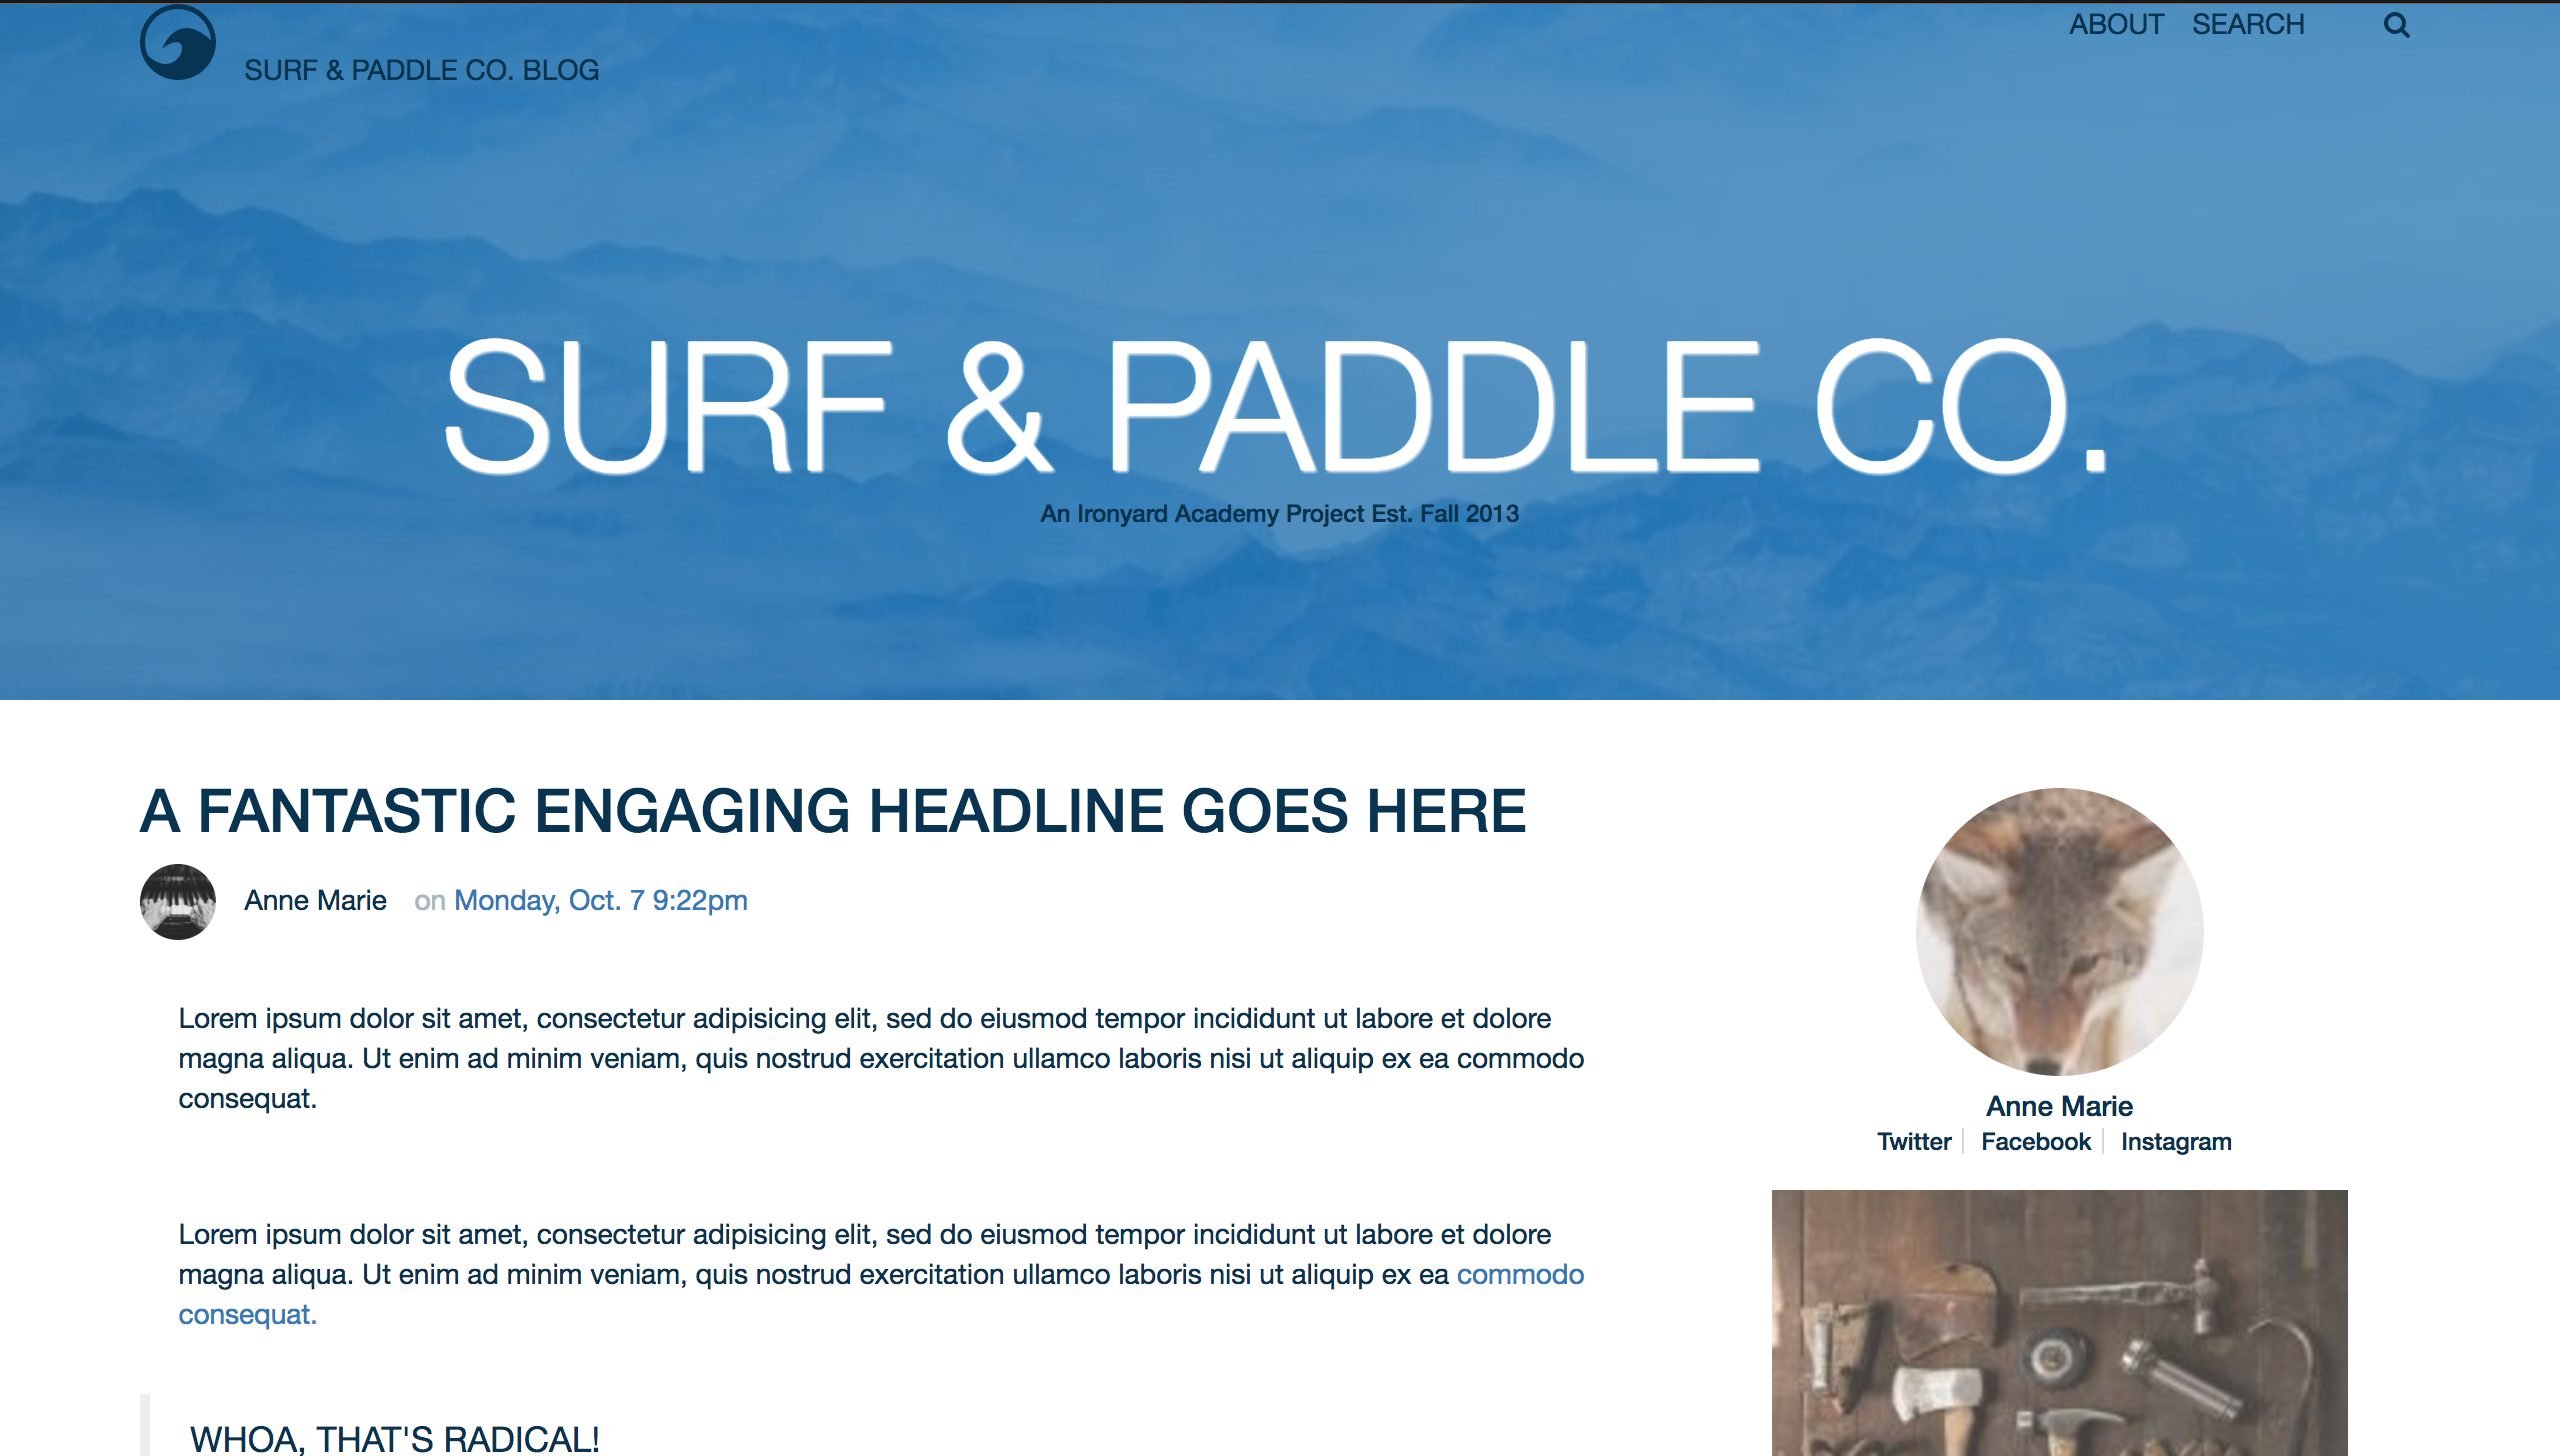 SURF & PADDLE CO. BLOG
ABOUT SEARCH
SURF & PADDLE CO.
An Ironyard Academy Project Est. Fall 2013
A FANTASTIC ENGAGING HEADLINE GOES HERE
Anne Marie on Monday, Oct. 7 9:22pm
Lorem ipsum dolor sit amet, consectetur adipisicing elit, sed do eiusmod tempor incididunt ut labore et dolore
magna aliqua. Ut enim ad minim veniam, quis nostrud exercitation ullamco laboris nisi ut aliquip ex ea commodo
consequat.
Lorem ipsum dolor sit amet, consectetur adipisicing elit, sed do eiusmod tempor incididunt ut labore et dolore
magna aliqua. Ut enim ad minim veniam, quis nostrud exercitation ullamco laboris nisi ut aliquip ex ea commodo
consequat.
WHOA, THAT'S RADICAL!
Anne Marie
Twitter Facebook Instagram